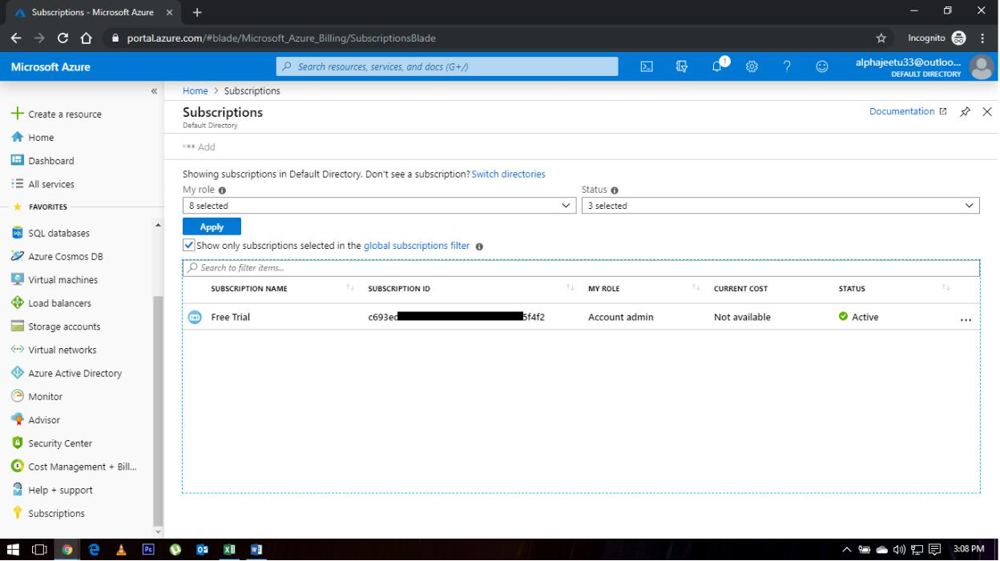 Subscriptions - Microsoft Azure
portal.azure.com/#blade/Microsoft_Azure_Billing/SubscriptionsBlade
Incognito
Microsoft Azure
Search resources, services, and docs (G+/)
1
alphajeetu33@outloo...
DEFAULT DIRECTORY
Create a resource
Home
Dashboard
All services
FAVORITES
SQL databases
Azure Cosmos DB
Virtual machines
Load balancers
Storage accounts
Virtual networks
Azure Active Directory
Monitor
Advisor
Security Center
Cost Management + Bill...
Help + support
Subscriptions
Home > Subscriptions
Subscriptions
Default Directory
Documentation
Add
Showing subscriptions in Default Directory. Don't see a subscription? Switch directories
My role
Status
8 selected
3 selected
Apply
Show only subscriptions selected in the global subscriptions filter
Search to filter items...
SUBSCRIPTION NAME SUBSCRIPTION ID MY ROLE CURRENT COST STATUS
Free Trial c693ec 5f4f2 Account admin Not available Active ...
3:08 PM